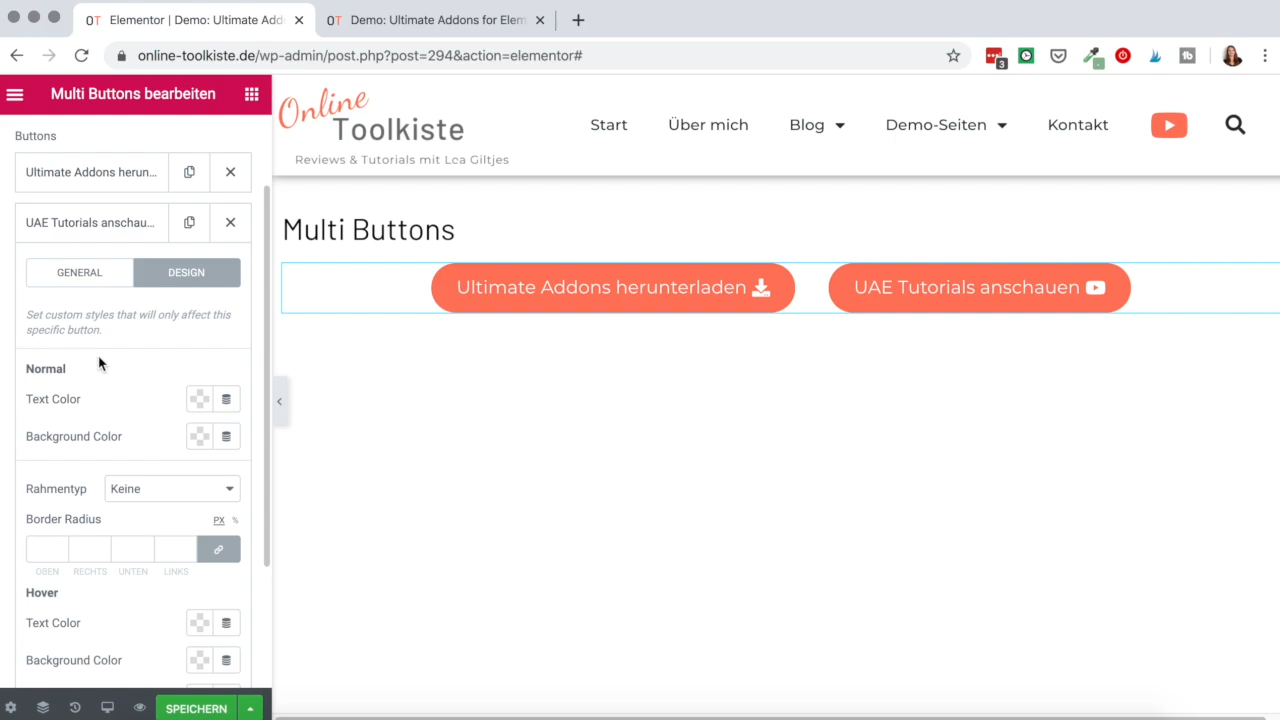 OT Elementor | Demo: Ultimate Add
OT Demo: Ultimate Addons for Elem
online-toolkiste.de/wp-admin/post.php?post=294&action=elementor#
3
Multi Buttons bearbeiten
Buttons
Ultimate Addons herun...
UAE Tutorials anschau...
GENERAL DESIGN
Set custom styles that will only affect this
specific button.
Normal
Text Color
Background Color
Rahmentyp Keine
Border Radius PX %
OBEN RECHTS UNTEN LINKS
Hover
Text Color
Background Color
SPEICHERN
Online
Toolkiste
Reviews & Tutorials mit Lea Giltjes
Start Über mich Blog Demo-Seiten Kontakt
Multi Buttons
Ultimate Addons herunterladen UAE Tutorials anschauen